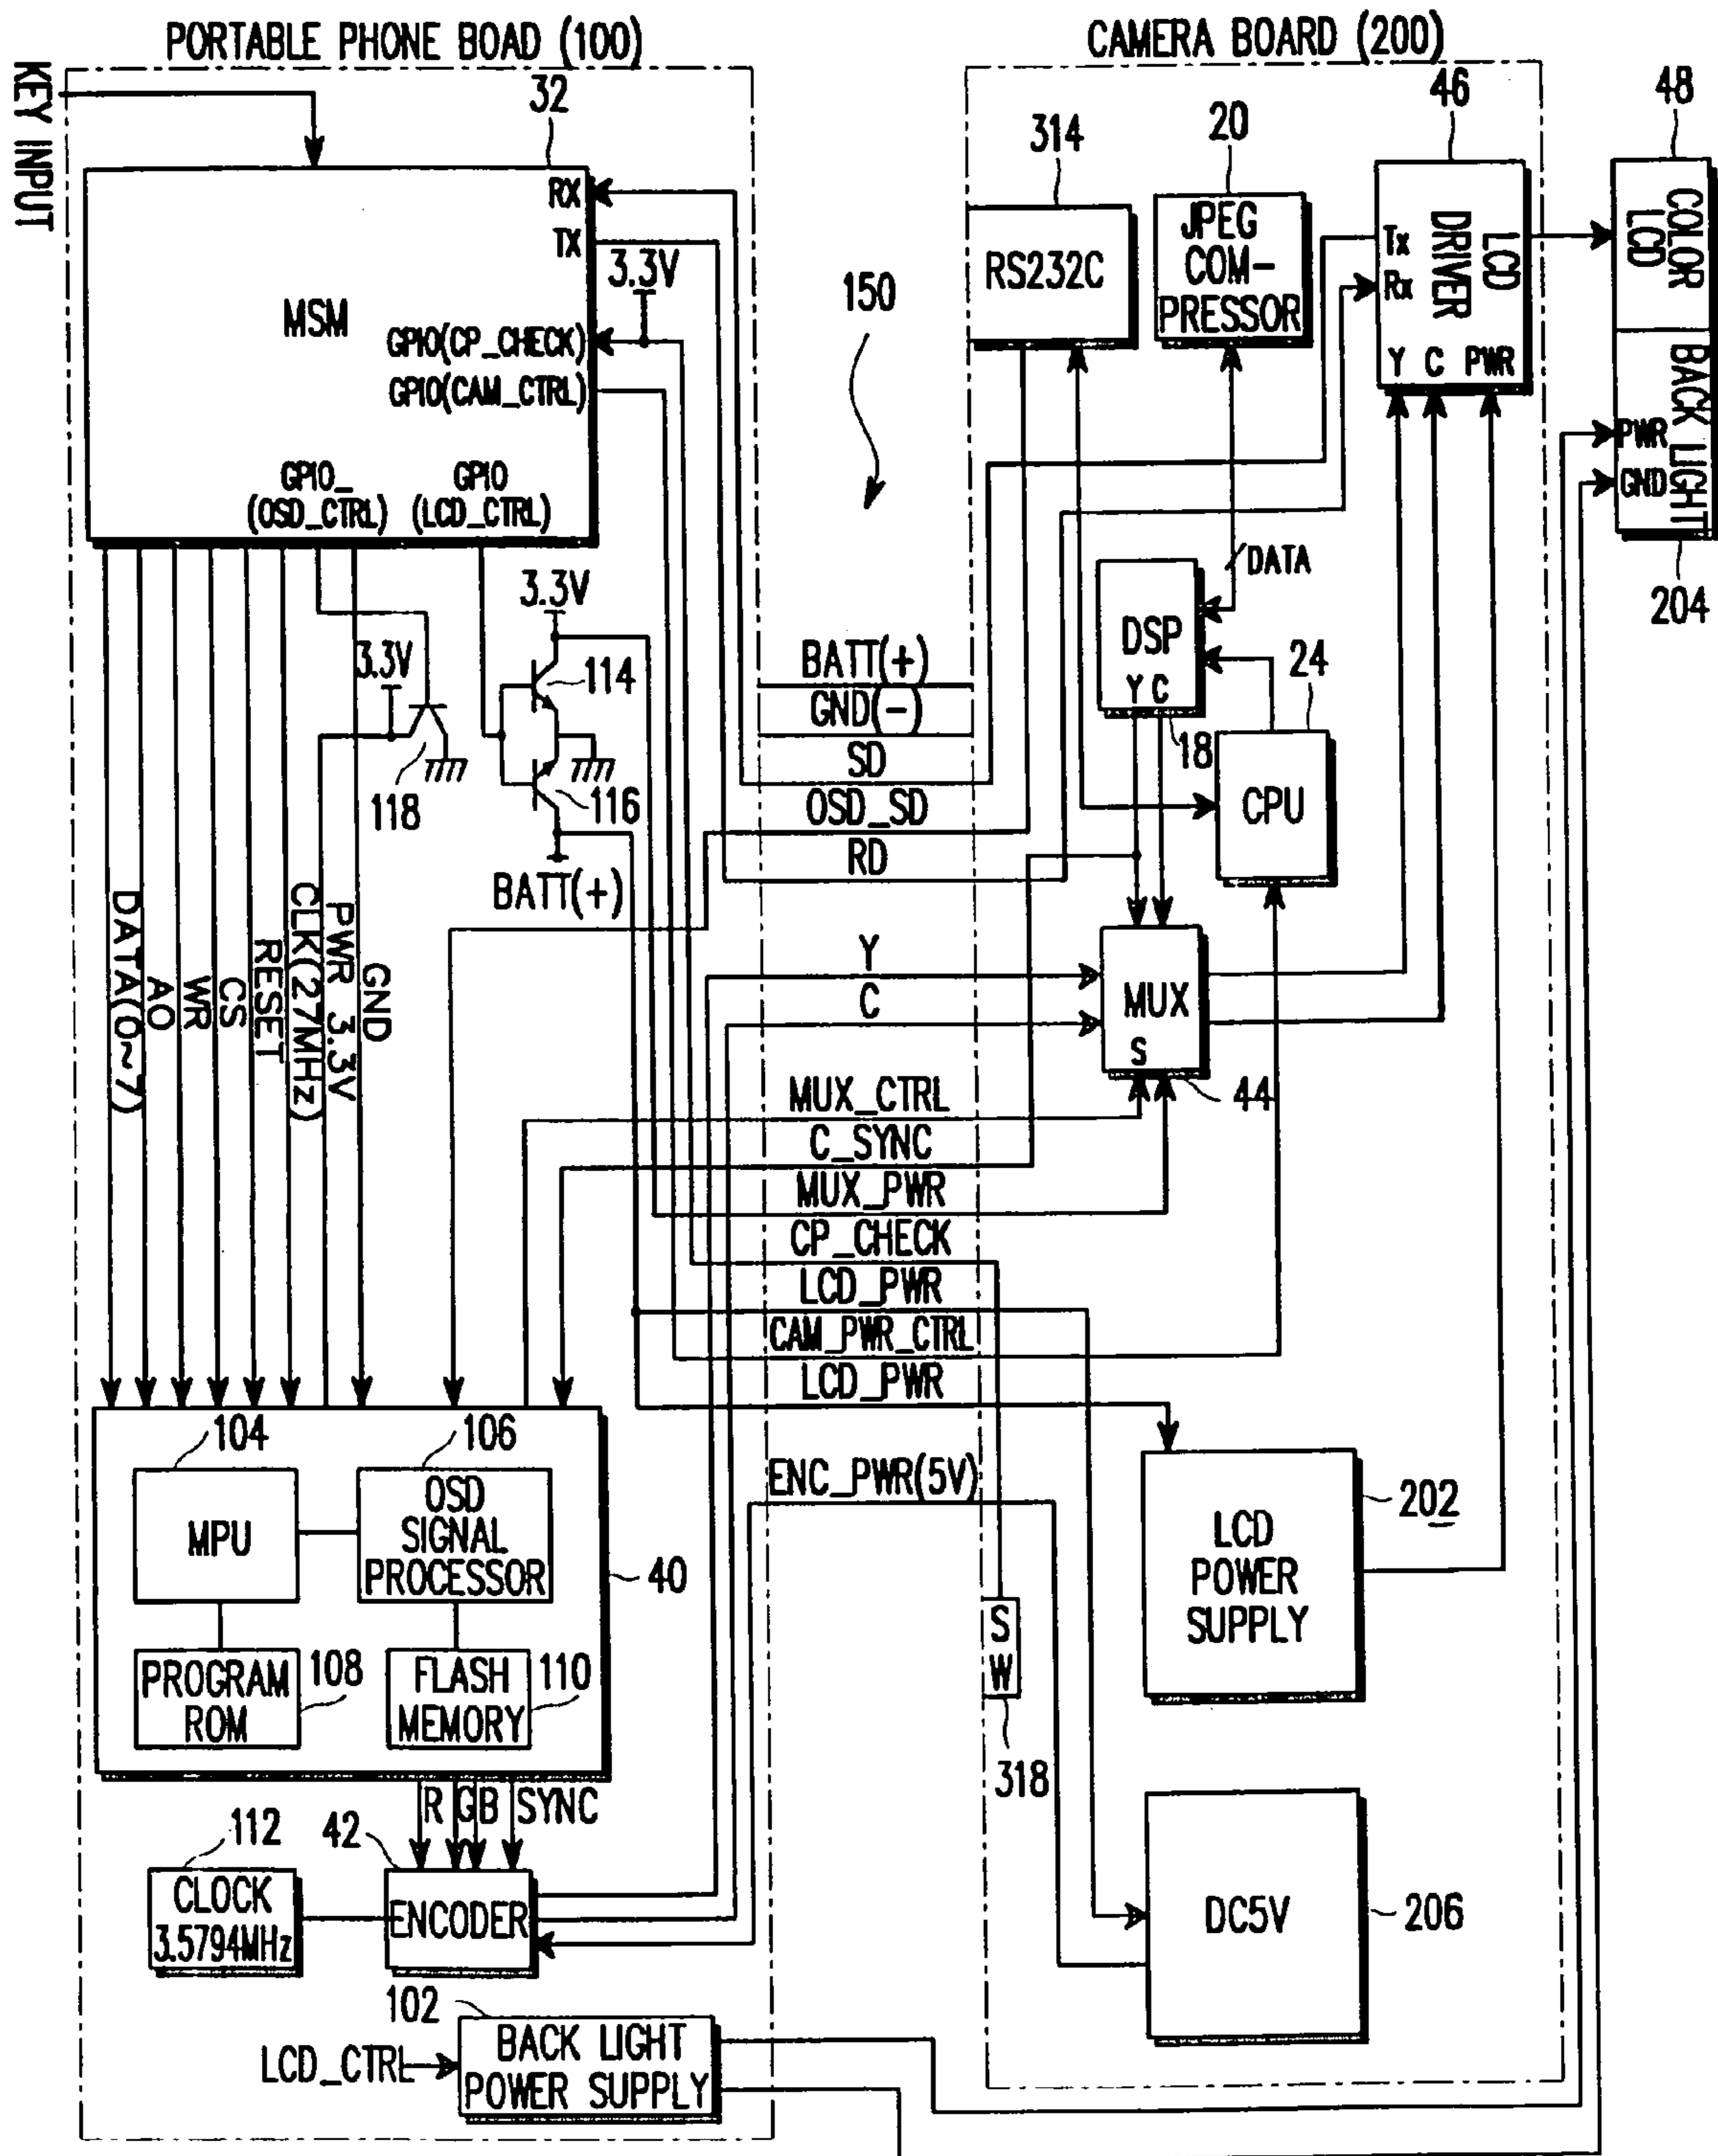 PORTABLE PHONE BOAD (100)
CAMERA BOARD (200)
KEY INPUT
32
RX
TX
3.3V
MSM
GPIO(CP_CHECK)
GPIO(CAM_CTRL)
GPIO_
(OSD_CTRL)
GPIO
(LCD_CTRL)
150
314
RS232C
20
JPEG
COM-
PRESSOR
46
LCD
DRIVER
Tx
Rx
Y C PWR
48
COLOR
LCD
BACK LIGHT
PWR
GND
204
DATA
DSP
Y C
18
24
CPU
3.3V
114
3.3V
118
116
BATT(+)
BATT(+)
GND(-)
SD
OSD_SD
RD
Y
C
MUX
S
44
DATA(0~7)
AO
WR
CS
RESET
CLK(27MHz)
PWR 3.3V
GND
MUX_CTRL
C_SYNC
MUX_PWR
CP_CHECK
LCD_PWR
CAM_PWR_CTRL
LCD_PWR
ENC_PWR(5V)
104
MPU
106
OSD
SIGNAL
PROCESSOR
40
PROGRAM
ROM
108
FLASH
MEMORY
110
LCD
POWER
SUPPLY
202
S
W
318
R G B SYNC
112
CLOCK
3.5794MHz
42
ENCODER
DC5V
206
102
LCD_CTRL
BACK LIGHT
POWER SUPPLY